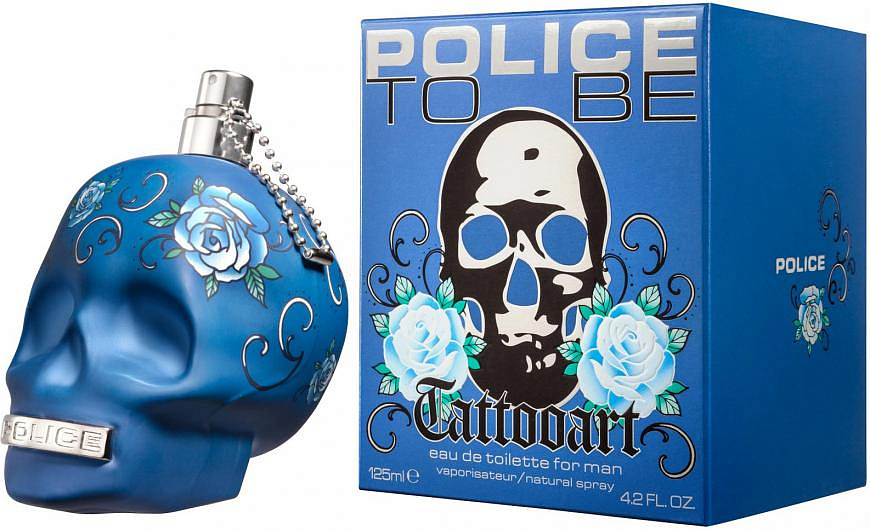 POLICE
TO BE
Tattooart
eau de toilette for man
125ml e
vaporisateur/natural spray
4.2 FL. OZ.
POLICE
POLICE